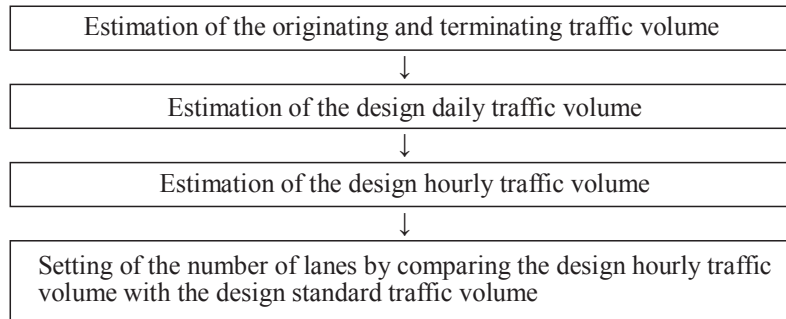 Estimation of the originating and terminating traffic volume
↓
Estimation of the design daily traffic volume
↓
Estimation of the design hourly traffic volume
↓
Setting of the number of lanes by comparing the design hourly traffic
volume with the design standard traffic volume